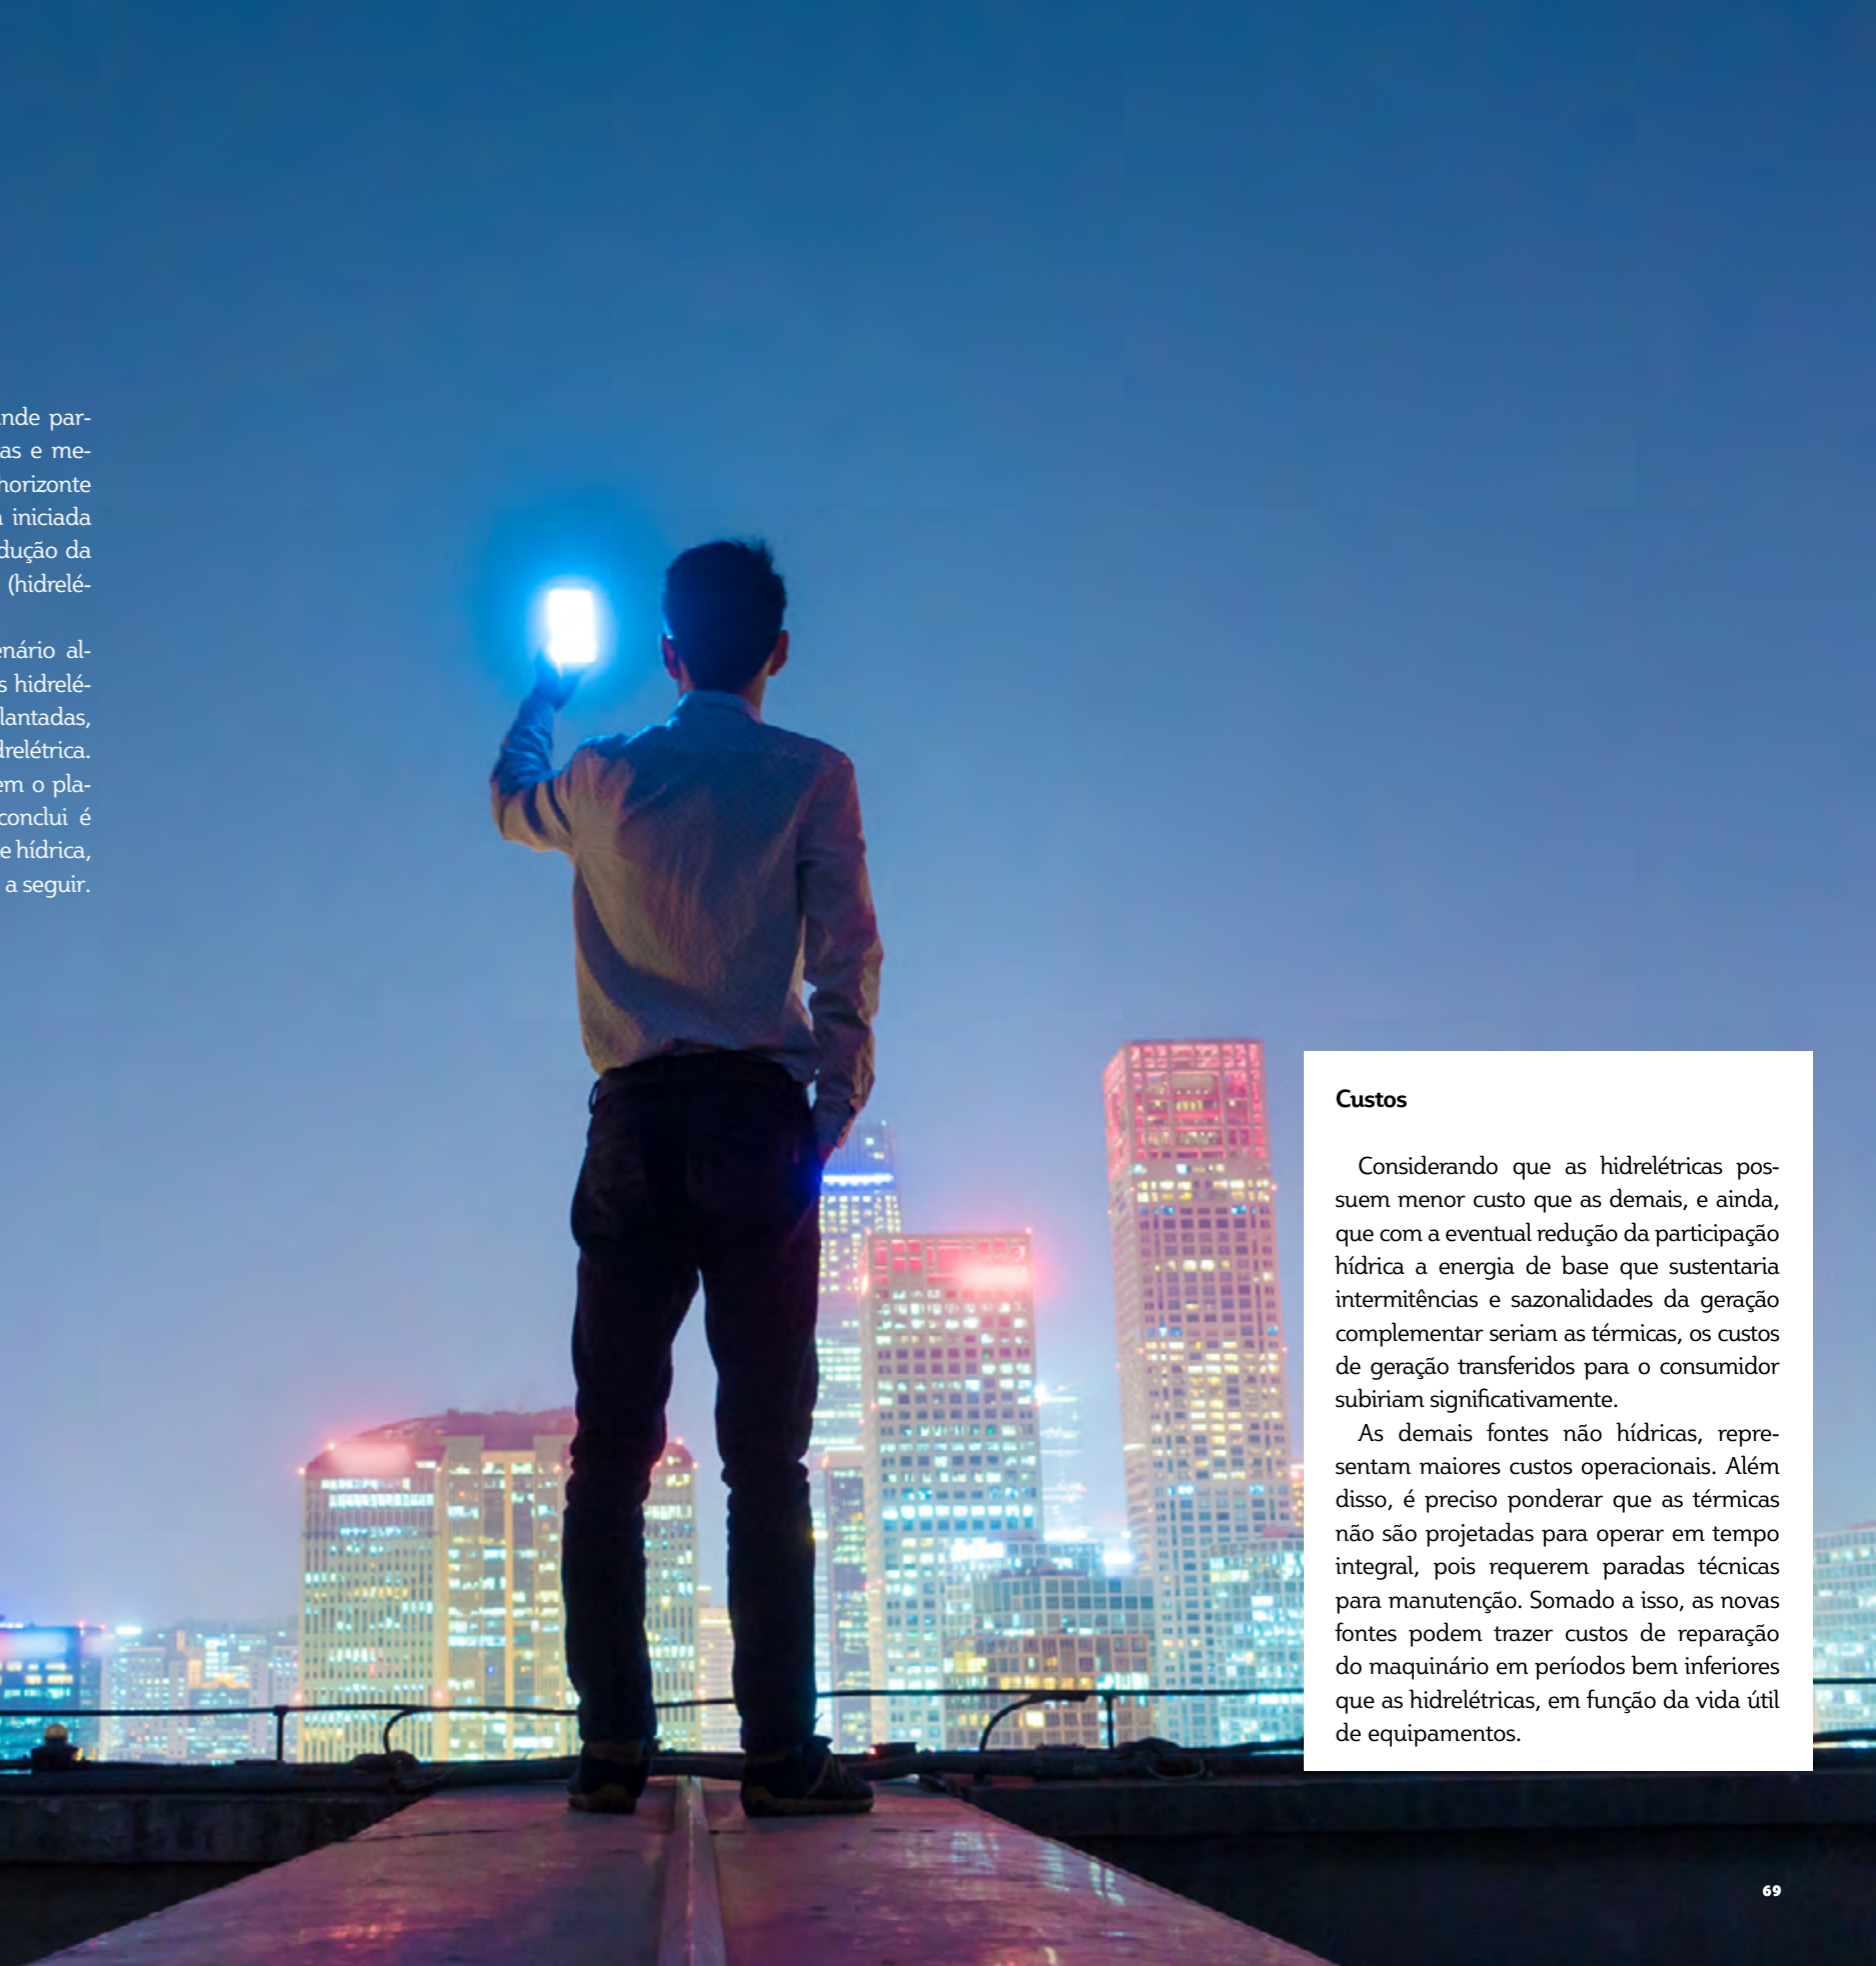 nde par-
as e me-
horizonte
iniciada
dução da
(hidrelé-
nário al-
s hidrelé-
lantadas,
drelétrica.
em o pla-
conclui é
e hídrica,
a seguir.
Custos
Considerando que as hidrelétricas pos-
suem menor custo que as demais, e ainda,
que com a eventual redução da participação
hídrica a energia de base que sustentaria
intermitências e sazonalidades da geração
complementar seriam as térmicas, os custos
de geração transferidos para o consumidor
subiriam significativamente.
As demais fontes não hídricas, repre-
sentam maiores custos operacionais. Além
disso, é preciso ponderar que as térmicas
não são projetadas para operar em tempo
integral, pois requerem paradas técnicas
para manutenção. Somado a isso, as novas
fontes podem trazer custos de reparação
do maquinário em períodos bem inferiores
que as hidrelétricas, em função da vida útil
de equipamentos.
69